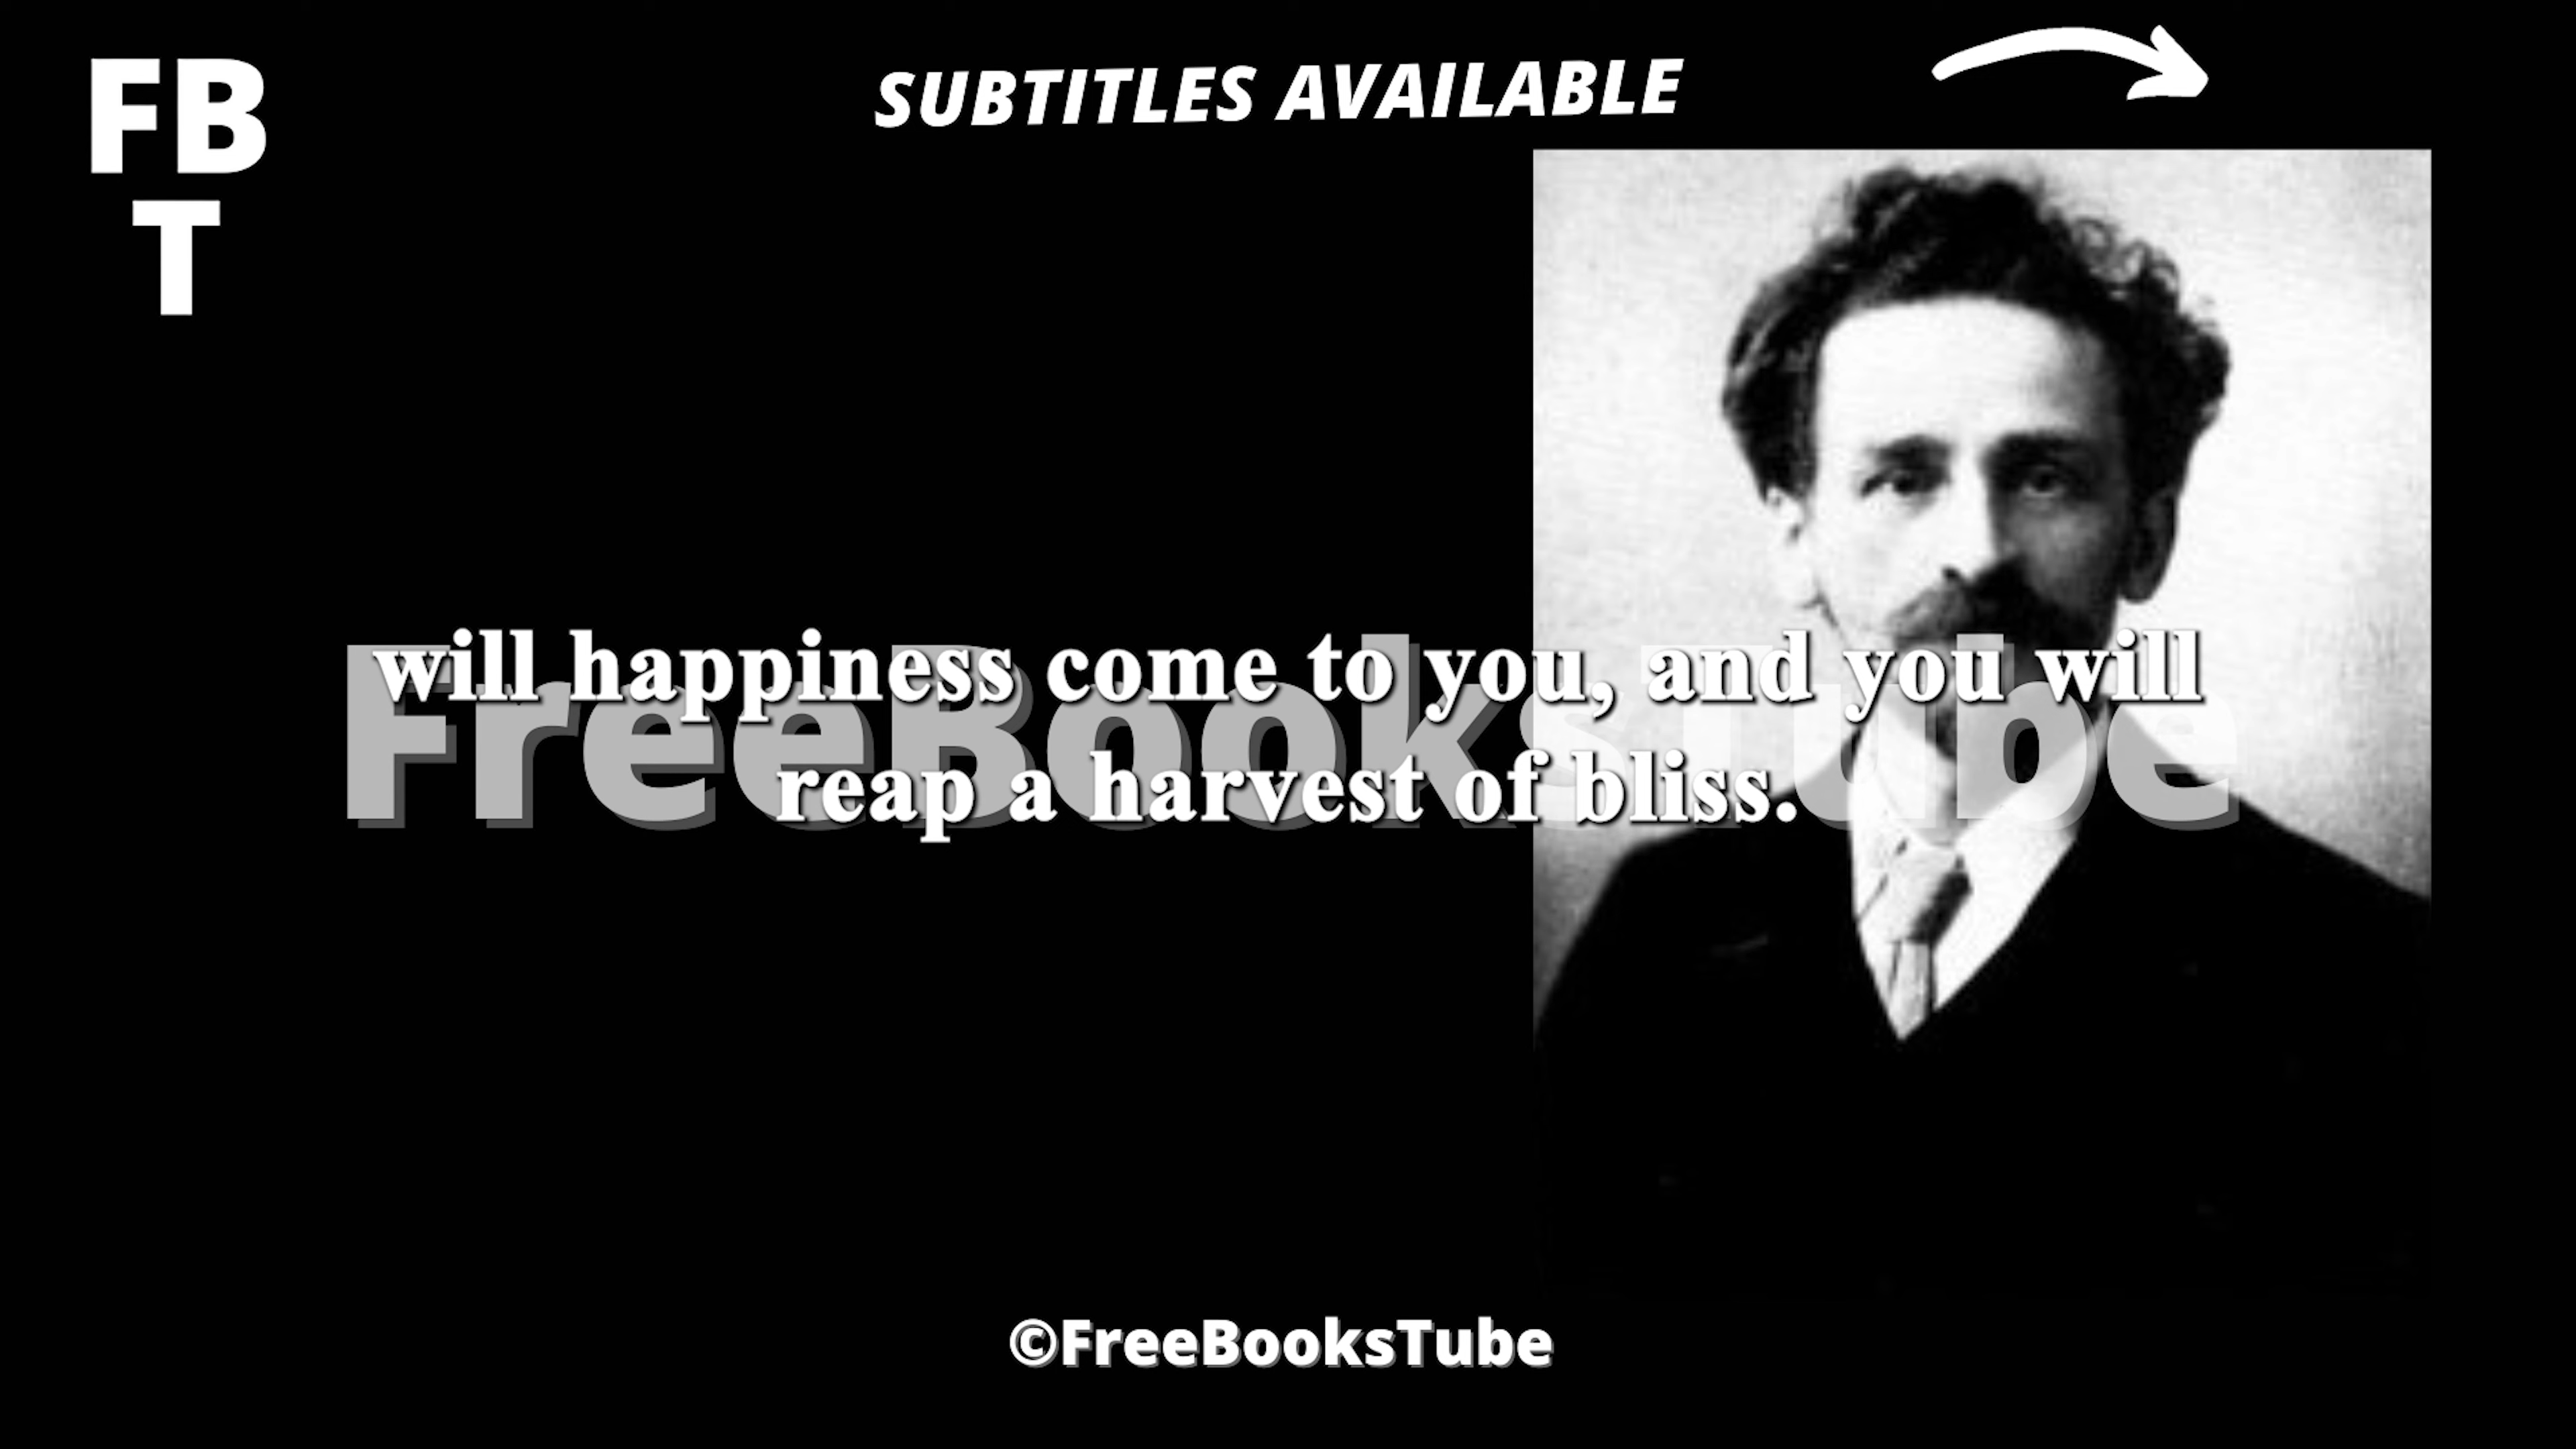 FB
T
SUBTITLES AVAILABLE
will happiness come to you, and you will
FreeBooksTube
reap a harvest of bliss.
©FreeBooksTube